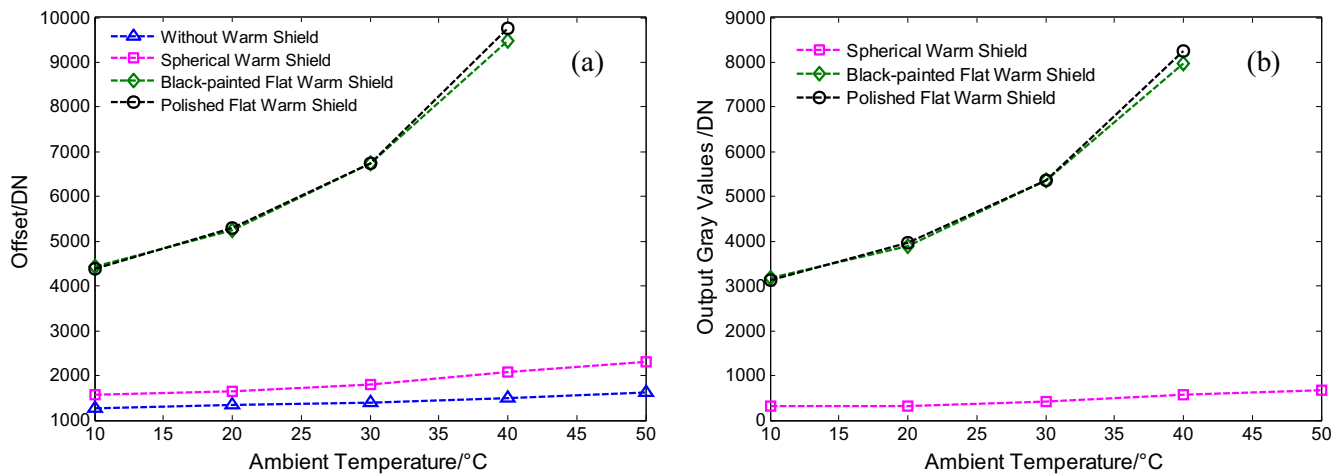 10000
9000
8000
7000
6000
5000
4000
3000
2000
1000
Offset/DN
Without Warm Shield
Spherical Warm Shield
Black-painted Flat Warm Shield
Polished Flat Warm Shield
(a)
10 15 20 25 30 35 40 45 50
Ambient Temperature/°C
9000
8000
7000
6000
5000
4000
3000
2000
1000
0
Output Gray Values /DN
Spherical Warm Shield
Black-painted Flat Warm Shield
Polished Flat Warm Shield
(b)
10 15 20 25 30 35 40 45 50
Ambient Temperature/°C